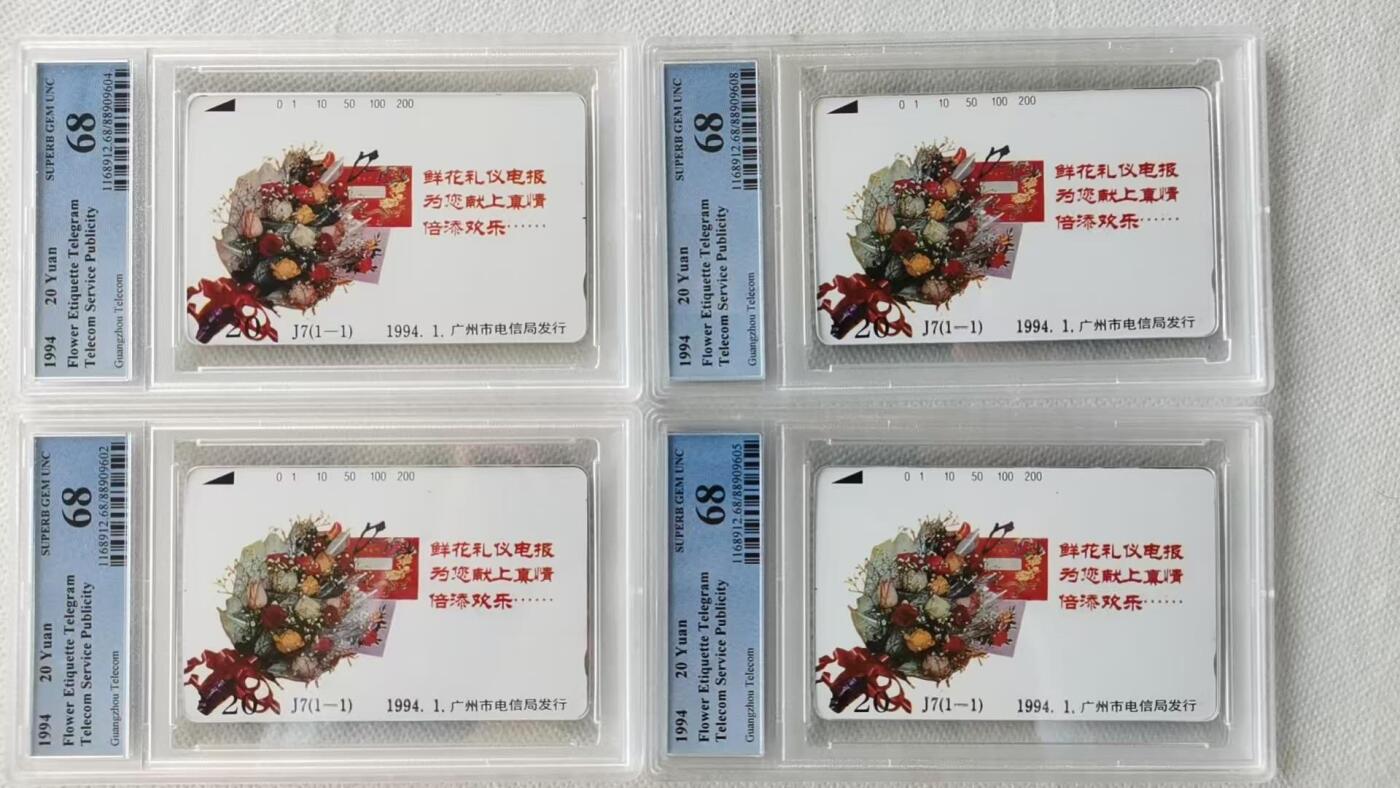 1994 20 Yuan SUPERB GEM UNC
Flower Etiquette Telegram 68
Telecom Service Publicity 1168912.68/88909604
Guangzhou Telecom
0 1 10 50 100 200
鲜花礼仪电报
为您献上真情
倍添欢乐……
20 J7(1—1) 1994. 1. 广州市电信局发行
1994 20 Yuan SUPERB GEM UNC
Flower Etiquette Telegram 68
Telecom Service Publicity 1168912.68/88909608
Guangzhou Telecom
0 1 10 50 100 200
鲜花礼仪电报
为您献上真情
倍添欢乐……
20 J7(1—1) 1994. 1. 广州市电信局发行
1994 20 Yuan SUPERB GEM UNC
Flower Etiquette Telegram 68
Telecom Service Publicity 1168912.68/88909602
Guangzhou Telecom
0 1 10 50 100 200
鲜花礼仪电报
为您献上真情
倍添欢乐……
20 J7(1—1) 1994. 1. 广州市电信局发行
1994 20 Yuan SUPERB GEM UNC
Flower Etiquette Telegram 68
Telecom Service Publicity 1168912.68/88909605
Guangzhou Telecom
0 1 10 50 100 200
鲜花礼仪电报
为您献上真情
倍添欢乐……
20 J7(1—1) 1994. 1. 广州市电信局发行